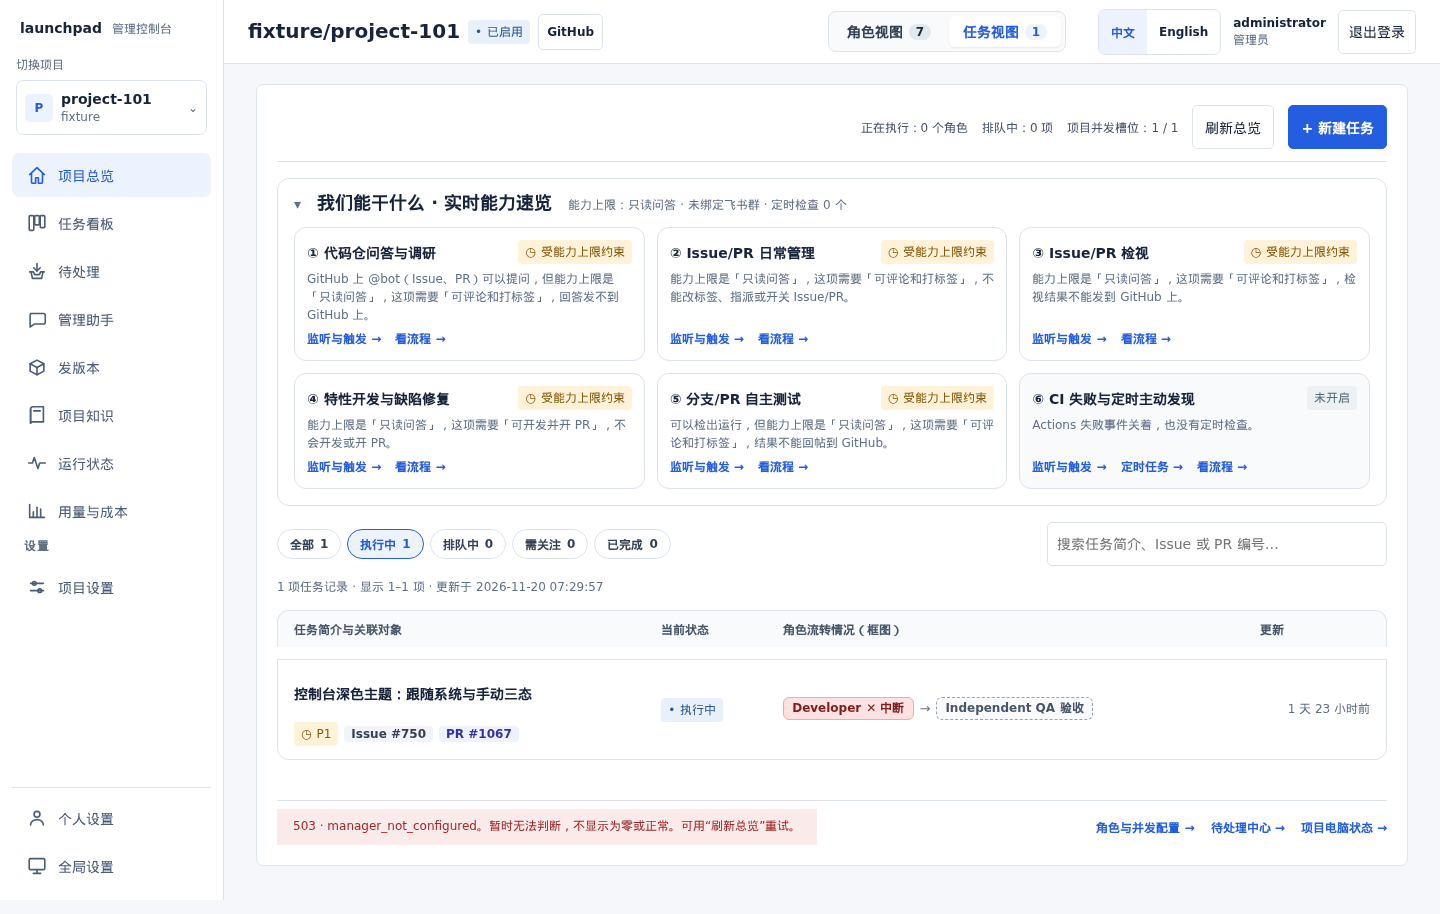 launchpad 管理控制台
切换项目
P project-101
fixture
项目总览
任务看板
待处理
管理助手
发版本
项目知识
运行状态
用量与成本
设置
项目设置
个人设置
全局设置
fixture/project-101 • 已启用 GitHub
角色视图 7 任务视图 1
中文 English
administrator
管理员
退出登录
正在执行：0 个角色 排队中：0 项 项目并发槽位：1 / 1 刷新总览 + 新建任务
▾ 我们能干什么 · 实时能力速览 能力上限：只读问答 · 未绑定飞书群 · 定时检查 0 个
① 代码仓问答与调研 ◷ 受能力上限约束
GitHub 上 @bot（Issue、PR）可以提问，但能力上限是
「只读问答」，这项需要「可评论和打标签」，回答发不到
GitHub 上。
监听与触发 → 看流程 →
② Issue/PR 日常管理 ◷ 受能力上限约束
能力上限是「只读问答」，这项需要「可评论和打标签」，不
能改标签、指派或开关 Issue/PR。
监听与触发 → 看流程 →
③ Issue/PR 检视 ◷ 受能力上限约束
能力上限是「只读问答」，这项需要「可评论和打标签」，检
视结果不能发到 GitHub 上。
监听与触发 → 看流程 →
④ 特性开发与缺陷修复 ◷ 受能力上限约束
能力上限是「只读问答」，这项需要「可开发并开 PR」，不
会开发或开 PR。
监听与触发 → 看流程 →
⑤ 分支/PR 自主测试 ◷ 受能力上限约束
可以检出运行，但能力上限是「只读问答」，这项需要「可评
论和打标签」，结果不能回帖到 GitHub。
监听与触发 → 看流程 →
⑥ CI 失败与定时主动发现 未开启
Actions 失败事件关着，也没有定时检查。
监听与触发 → 定时任务 → 看流程 →
全部 1 执行中 1 排队中 0 需关注 0 已完成 0
搜索任务简介、Issue 或 PR 编号…
1 项任务记录 · 显示 1–1 项 · 更新于 2026-11-20 07:29:57
任务简介与关联对象 当前状态 角色流转情况（框图） 更新
控制台深色主题：跟随系统与手动三态
◷ P1 Issue #750 PR #1067
• 执行中
Developer × 中断 → Independent QA 验收
1 天 23 小时前
503 · manager_not_configured。暂时无法判断，不显示为零或正常。可用“刷新总览”重试。
角色与并发配置 → 待处理中心 → 项目电脑状态 →